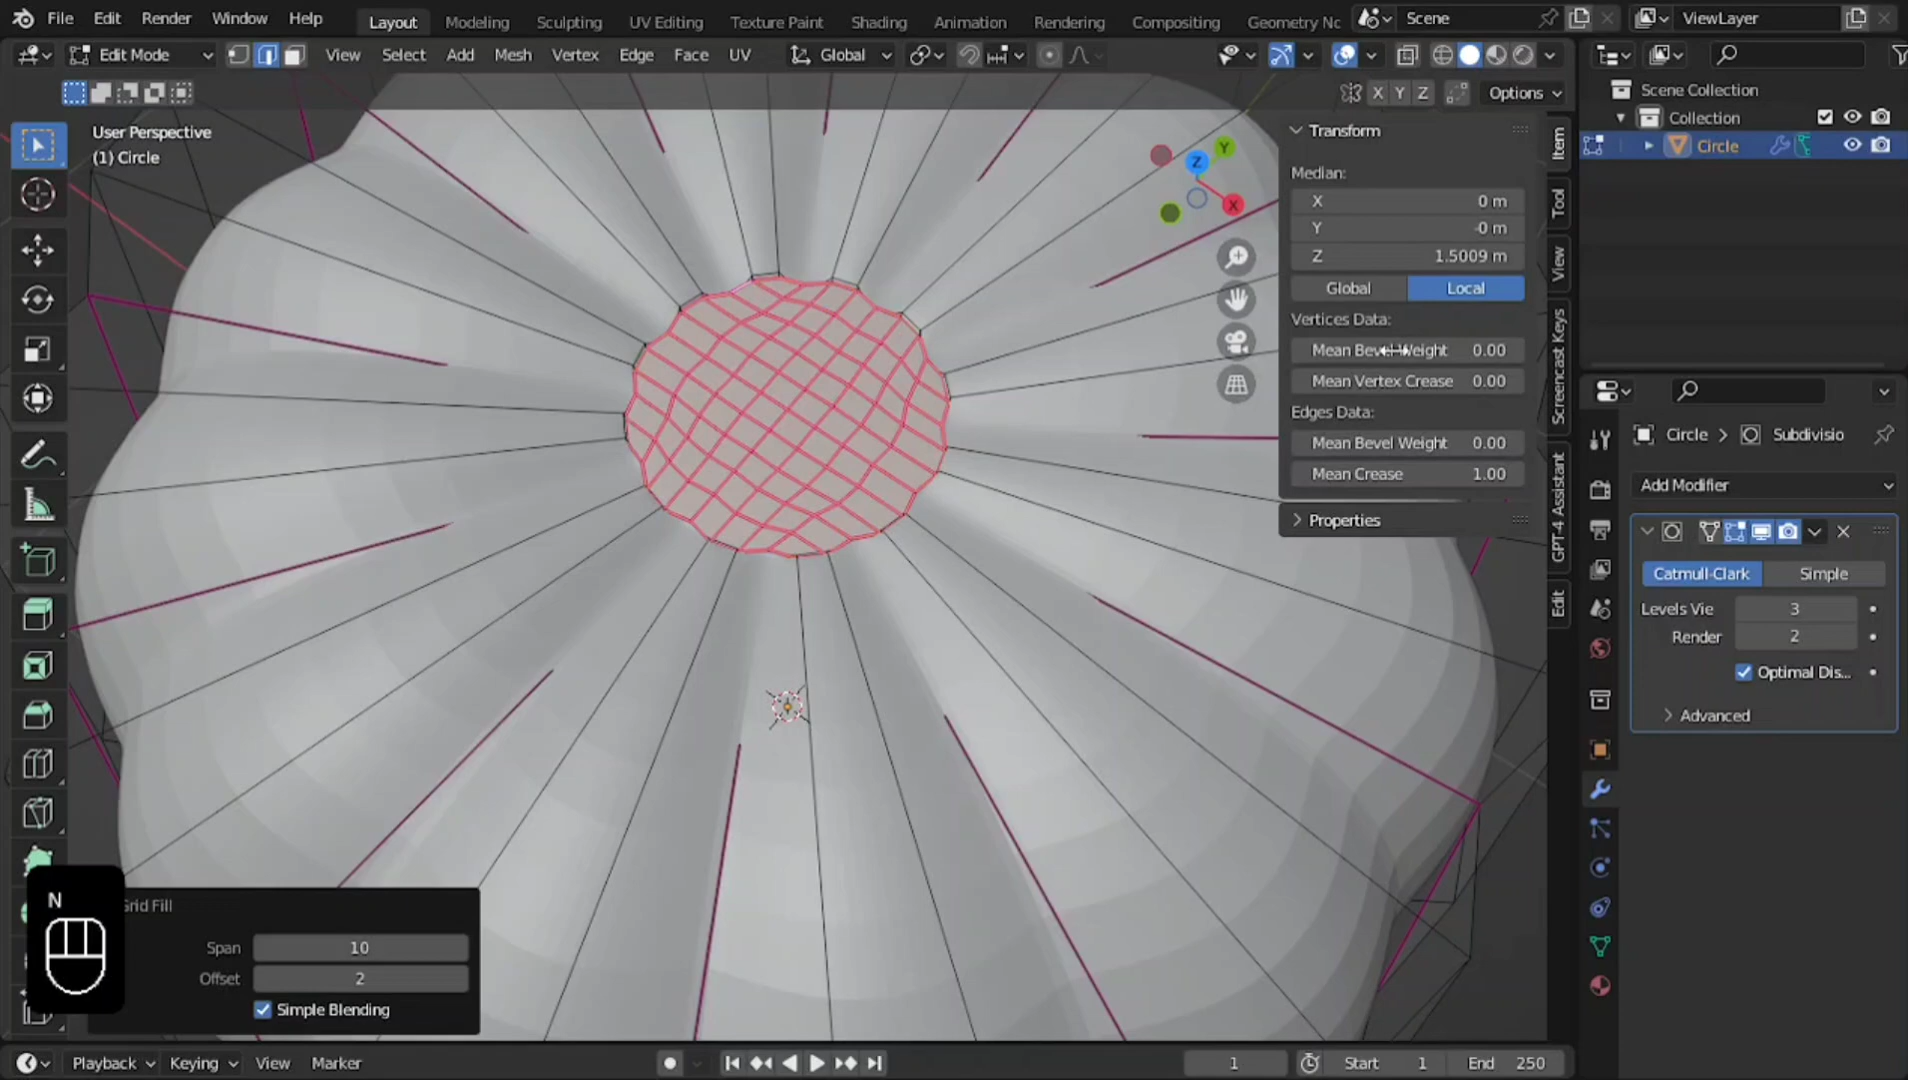 File Edit Render Window Help Layout Modeling Sculpting UV Editing Texture Paint Shading Animation Rendering Compositing Geometry Nc Scene ViewLayer
Edit Mode View Select Add Mesh Vertex Edge Face UV Global
X Y Z Options
User Perspective
(1) Circle
Z Y X
Transform
Median:
X 0 m
Y -0 m
Z 1.5009 m
Global Local
Vertices Data:
Mean Bevel Weight 0.00
Mean Vertex Crease 0.00
Edges Data:
Mean Bevel Weight 0.00
Mean Crease 1.00
Properties
Item
Tool
View
Screencast Keys
GPT-4 Assistant
Edit
Scene Collection
Collection
Circle
Circle Subdivisio
Add Modifier
Catmull-Clark Simple
Levels Vie 3
Render 2
Optimal Dis...
Advanced
N
Grid Fill
Span 10
Offset 2
Simple Blending
Playback Keying View Marker 1 Start 1 End 250